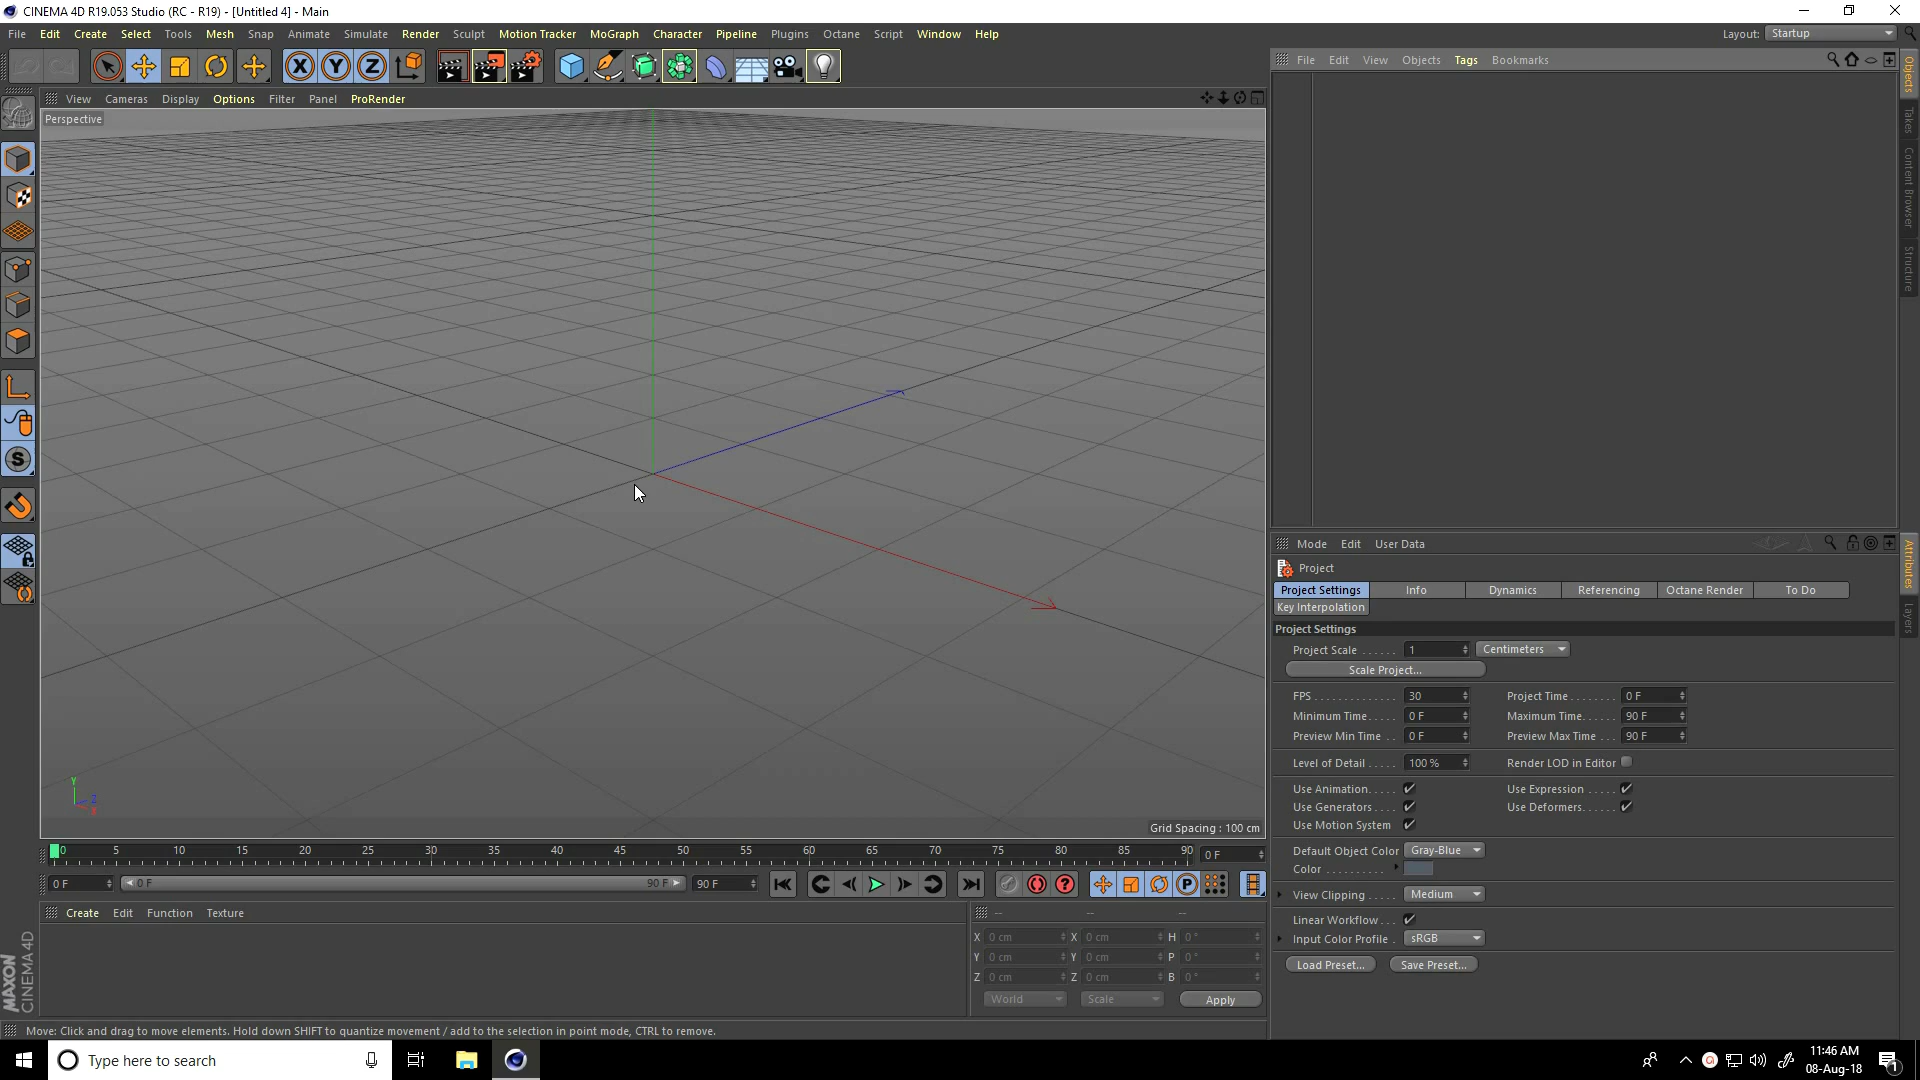 CINEMA 4D R19.053 Studio (RC - R19) - [Untitled 4] - Main
File Edit Create Select Tools Mesh Snap Animate Simulate Render Sculpt Motion Tracker MoGraph Character Pipeline Plugins Octane Script Window Help
Layout: Startup
X Y Z
File Edit View Objects Tags Bookmarks
View Cameras Display Options Filter Panel ProRender
Perspective
Objects
Takes
Content Browser
Structure
Mode Edit User Data
Project
Project Settings Info Dynamics Referencing Octane Render To Do
Key Interpolation
Project Settings
Project Scale ...... 1 Centimeters
Scale Project...
FPS ............. 30 Project Time ....... 0 F
Minimum Time..... 0 F Maximum Time...... 90 F
Preview Min Time .. 0 F Preview Max Time ... 90 F
Level of Detail ..... 100 % Render LOD in Editor
Use Animation..... Use Expression .....
Use Generators .... Use Deformers......
Use Motion System
Default Object Color Gray-Blue
Color ..........
View Clipping ..... Medium
Linear Workflow ...
Input Color Profile . sRGB
Load Preset... Save Preset...
Attributes
Layers
S
Y
Z
X
Grid Spacing : 100 cm
0 5 10 15 20 25 30 35 40 45 50 55 60 65 70 75 80 85 90 0 F
0 F 0 F 90 F 90 F
? P
Create Edit Function Texture
-- -- --
X 0 cm X 0 cm H 0 °
Y 0 cm Y 0 cm P 0 °
Z 0 cm Z 0 cm B 0 °
World Scale Apply
MAXON
CINEMA 4D
Move: Click and drag to move elements. Hold down SHIFT to quantize movement / add to the selection in point mode, CTRL to remove.
Type here to search
11:46 AM
08-Aug-18
1